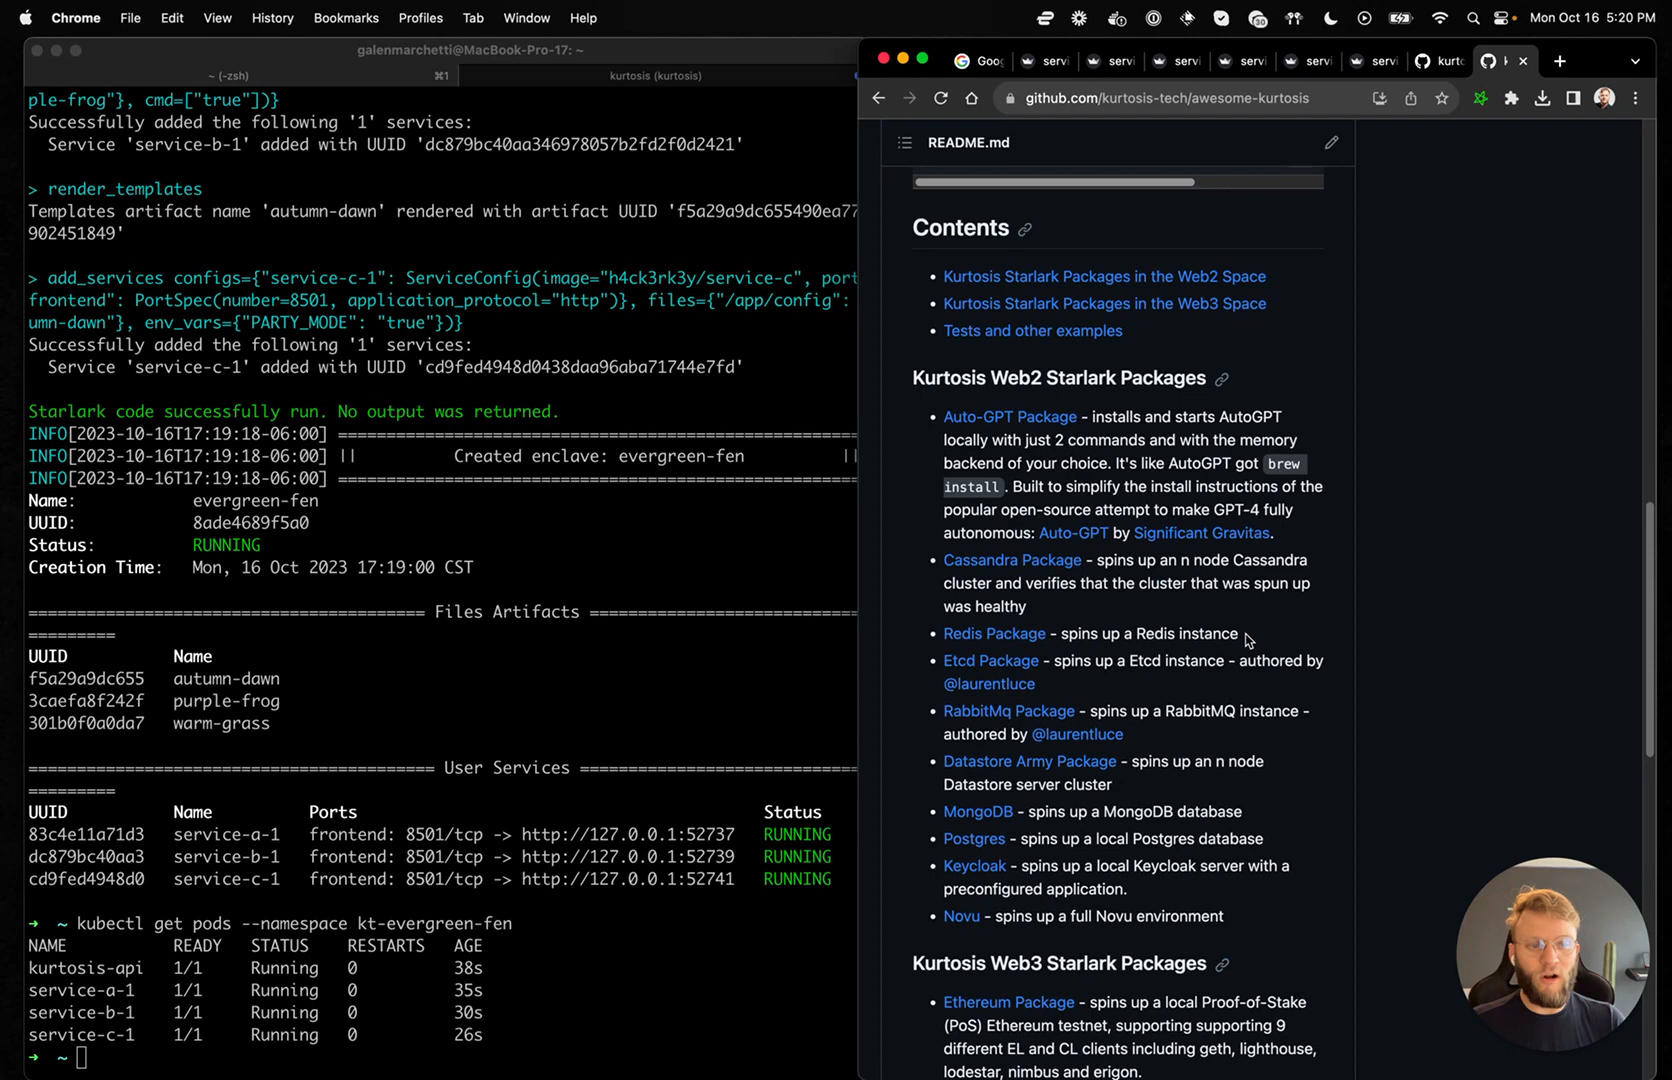 Chrome File Edit View History Bookmarks Profiles Tab Window Help
30
Mon Oct 16 5:20 PM
galenmarchetti@MacBook-Pro-17: ~
~ (-zsh) ⌘1 kurtosis (kurtosis)
ple-frog"}, cmd=["true"])}
Successfully added the following '1' services:
Service 'service-b-1' added with UUID 'dc879bc40aa346978057b2fd2f0d2421'
> render_templates
Templates artifact name 'autumn-dawn' rendered with artifact UUID 'f5a29a9dc655490ea77
902451849'
> add_services configs={"service-c-1": ServiceConfig(image="h4ck3rk3y/service-c", port
frontend": PortSpec(number=8501, application_protocol="http")}, files={"/app/config":
umn-dawn"}, env_vars={"PARTY_MODE": "true"})}
Successfully added the following '1' services:
Service 'service-c-1' added with UUID 'cd9fed4948d0438daa96aba71744e7fd'
Starlark code successfully run. No output was returned.
INFO[2023-10-16T17:19:18-06:00] ===============================================
INFO[2023-10-16T17:19:18-06:00] || Created enclave: evergreen-fen ||
INFO[2023-10-16T17:19:18-06:00] ===============================================
Name: evergreen-fen
UUID: 8ade4689f5a0
Status: RUNNING
Creation Time: Mon, 16 Oct 2023 17:19:00 CST
==================================== Files Artifacts ========================
=========
UUID Name
f5a29a9dc655 autumn-dawn
3caefa8f242f purple-frog
301b0f0a0da7 warm-grass
===================================== User Services =========================
=========
UUID Name Ports Status
83c4e11a71d3 service-a-1 frontend: 8501/tcp -> http://127.0.0.1:52737 RUNNING
dc879bc40aa3 service-b-1 frontend: 8501/tcp -> http://127.0.0.1:52739 RUNNING
cd9fed4948d0 service-c-1 frontend: 8501/tcp -> http://127.0.0.1:52741 RUNNING
➜ ~ kubectl get pods --namespace kt-evergreen-fen
NAME READY STATUS RESTARTS AGE
kurtosis-api 1/1 Running 0 38s
service-a-1 1/1 Running 0 35s
service-b-1 1/1 Running 0 30s
service-c-1 1/1 Running 0 26s
➜ ~
Goo servi servi servi servi servi servi kurto k
github.com/kurtosis-tech/awesome-kurtosis
README.md
Contents
• Kurtosis Starlark Packages in the Web2 Space
• Kurtosis Starlark Packages in the Web3 Space
• Tests and other examples
Kurtosis Web2 Starlark Packages
• Auto-GPT Package - installs and starts AutoGPT
locally with just 2 commands and with the memory
backend of your choice. It's like AutoGPT got brew
install. Built to simplify the install instructions of the
popular open-source attempt to make GPT-4 fully
autonomous: Auto-GPT by Significant Gravitas.
• Cassandra Package - spins up an n node Cassandra
cluster and verifies that the cluster that was spun up
was healthy
• Redis Package - spins up a Redis instance
• Etcd Package - spins up a Etcd instance - authored by
@laurentluce
• RabbitMq Package - spins up a RabbitMQ instance -
authored by @laurentluce
• Datastore Army Package - spins up an n node
Datastore server cluster
• MongoDB - spins up a MongoDB database
• Postgres - spins up a local Postgres database
• Keycloak - spins up a local Keycloak server with a
preconfigured application.
• Novu - spins up a full Novu environment
Kurtosis Web3 Starlark Packages
• Ethereum Package - spins up a local Proof-of-Stake
(PoS) Ethereum testnet, supporting supporting 9
different EL and CL clients including geth, lighthouse,
lodestar, nimbus and erigon.